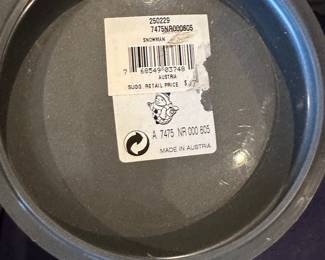 250229
7475NR000605
SNOWMAN
7 68549 03748
AUSTRIA
SUGG. RETAIL PRICE $
A 7475 NR 000 605
MADE IN AUSTRIA